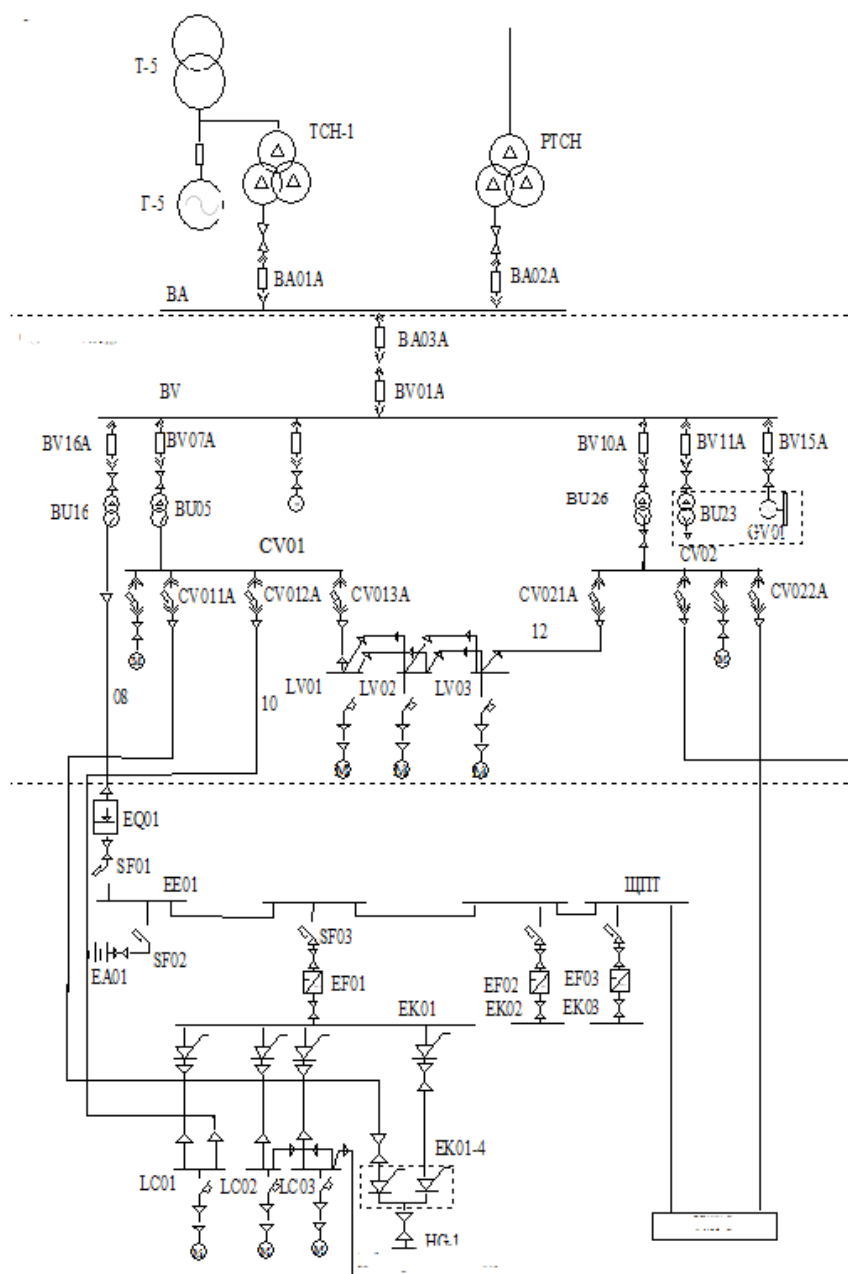 Т-5
ТСН-1
РТСН
Г-5
BA01A
BA02A
BA
BA03A
BV
BV01A
BV16A
BV07A
BV10A
BV11A
BV15A
BU16
BU05
BU26
BU23
GV01
CV01
CV02
CV011A
CV012A
CV013A
CV021A
CV022A
12
LV01
LV02
LV03
08
10
EQ01
SF01
EE01
ЩПТ
SF03
SF02
EA01
EF01
EF02
EF03
EK01
EK02
EK03
EK01-4
LC01
LC02
LC03
HG-1